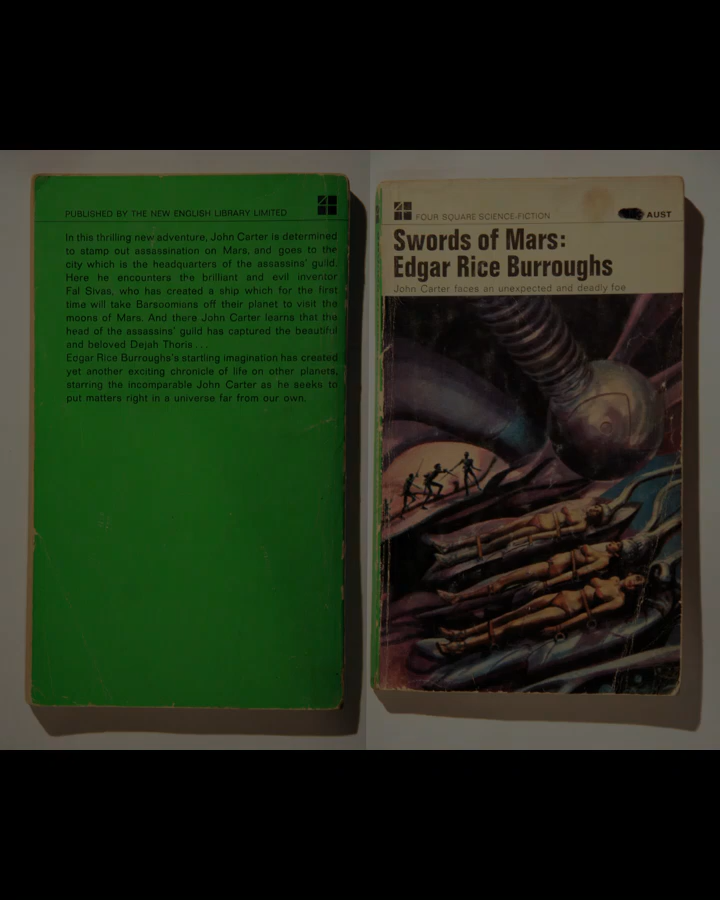 PUBLISHED BY THE NEW ENGLISH LIBRARY LIMITED
In this thrilling new adventure, John Carter is determined
to stamp out assassination on Mars, and goes to the
city which is the headquarters of the assassins' guild.
Here he encounters the brilliant and evil inventor
Fal Sivas, who has created a ship which for the first
time will take Barsoomians off their planet to visit the
moons of Mars. And there John Carter learns that the
head of the assassins' guild has captured the beautiful
and beloved Dejah Thoris...
Edgar Rice Burroughs's startling imagination has created
yet another exciting chronicle of life on other planets,
starring the incomparable John Carter as he seeks to
put matters right in a universe far from our own.
FOUR SQUARE SCIENCE-FICTION
AUST
Swords of Mars:
Edgar Rice Burroughs
John Carter faces an unexpected and deadly foe